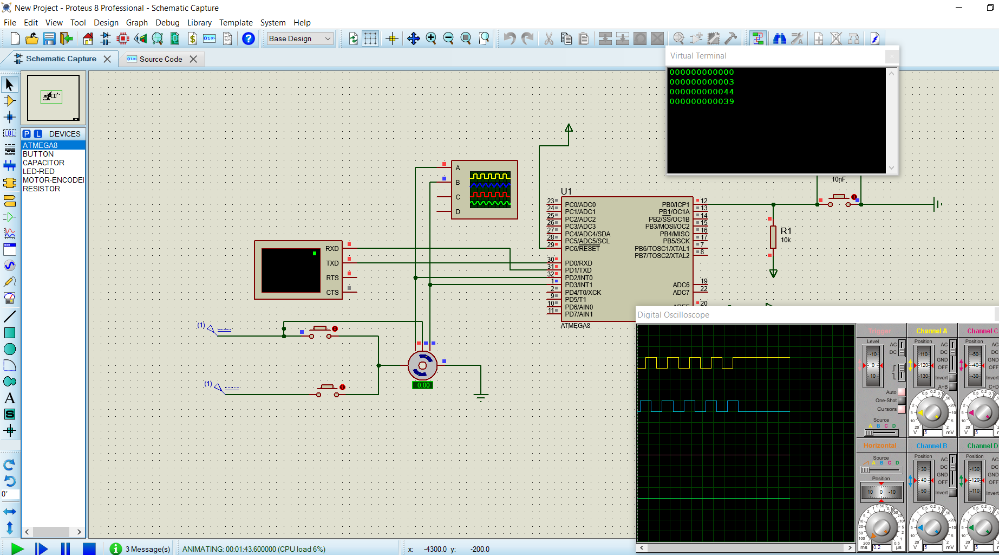 New Project - Proteus 8 Professional - Schematic Capture
File Edit View Tool Design Graph Debug Library Template System Help
Base Design
Schematic Capture
Source Code
Virtual Terminal
000000000000
000000000003
000000000044
000000000039
P L DEVICES
ATMEGA8
BUTTON
CAPACITOR
LED-RED
MOTOR-ENCODE
RESISTOR
LBL
A
S
0°
A
B
C
D
RXD
TXD
RTS
CTS
(1)
(1)
0.00
U1
23 PC0/ADC0
24 PC1/ADC1
25 PC2/ADC2
26 PC3/ADC3
27 PC4/ADC4/SDA
28 PC5/ADC5/SCL
29 PC6/RESET
30 PD0/RXD
31 PD1/TXD
32 PD2/INT0
1 PD3/INT1
2 PD4/T0/XCK
9 PD5/T1
10 PD6/AIN0
11 PD7/AIN1
PB0/ICP1 12
PB1/OC1A 13
PB2/SS/OC1B 14
PB3/MOSI/OC2 15
PB4/MISO 16
PB5/SCK 17
PB6/TOSC1/XTAL1 7
PB7/TOSC2/XTAL2 8
ADC6 19
ADC7 22
20
ATMEGA8
10nF
R1
10k
Digital Oscilloscope
Trigger
Level
-10
0
10
AC
DC
Auto
One-Shot
Cursors
Source
A B C D
Channel A
Position
110
120
130
AC
DC
GND
OFF
Invert
A+B
V 5 mV
Channel C
Position
-50
-40
-30
AC
DC
GND
OFF
Invert
C+D
V 5 mV
Horizontal
Source
A B C D
Position
10 0 -10
ms 0.2 µs
Channel B
Position
30
40
50
AC
DC
GND
OFF
Invert
V 5 mV
Channel D
Position
-130
-120
-110
AC
DC
GND
OFF
Invert
V 5 mV
3 Message(s)
ANIMATING: 00:01:43.600000 (CPU load 6%)
x: -4300.0 y: -200.0